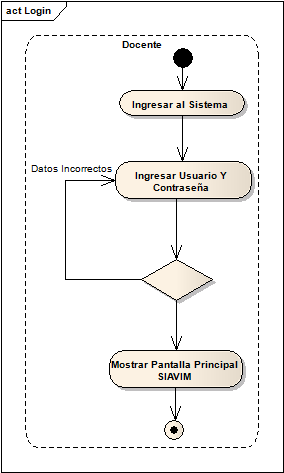 act Login
Docente
Ingresar al Sistema
Datos Incorrectos
Ingresar Usuario Y
Contraseña
Mostrar Pantalla Principal
SIAVIM